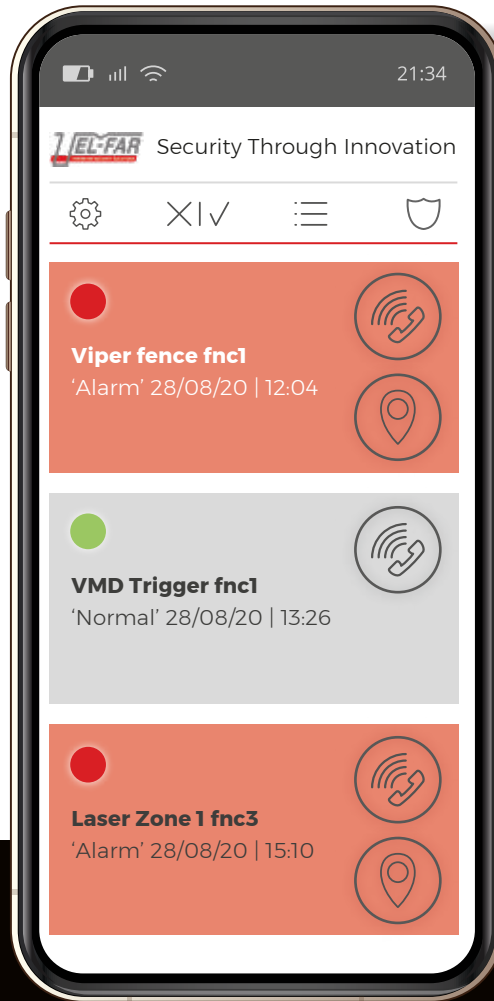 21:34
EL-FAR Security Through Innovation
Viper fence fnc1
‘Alarm’ 28/08/20 | 12:04
VMD Trigger fnc1
‘Normal’ 28/08/20 | 13:26
Laser Zone 1 fnc3
‘Alarm’ 28/08/20 | 15:10